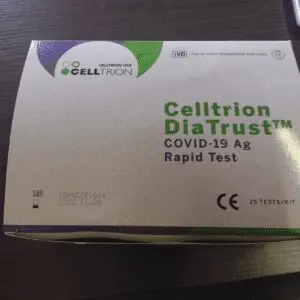 CELLTRION USA
CELLTRION
IVD
Celltrion
DiaTrust™
COVID-19 Ag
Rapid Test
CE
25 TESTS/KIT